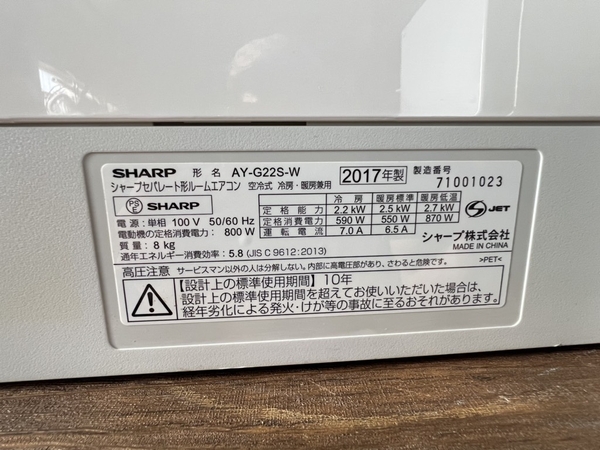 SHARP 形 名 AY-G22S-W 2017年製 製造番号 71001023
シャープセパレート形ルームエアコン 空冷式 冷房・暖房兼用
PS E SHARP
電源:単相 100 V 50/60 Hz
電動機の定格消費電力: 800 W
質量:8 kg
冷 房 暖房標準 暖房低温
定格能力 2.2 kW 2.5 kW 2.7 kW
定格消費電力 590 W 550 W 870 W
運転電流 7.0 A 6.5 A
S JET
シャープ株式会社
MADE IN CHINA
通年エネルギー消費効率:5.8 (JIS C 9612:2013)
高圧注意 サービスマン以外の人は分解しない。内部に高電圧部があり、さわると危険です。
>PET<
【設計上の標準使用期間】10年
設計上の標準使用期間を超えてお使いいただいた場合は、
経年劣化による発火・けが等の事故に至るおそれがあります。